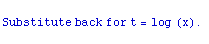 Substitute back for t = log (x).